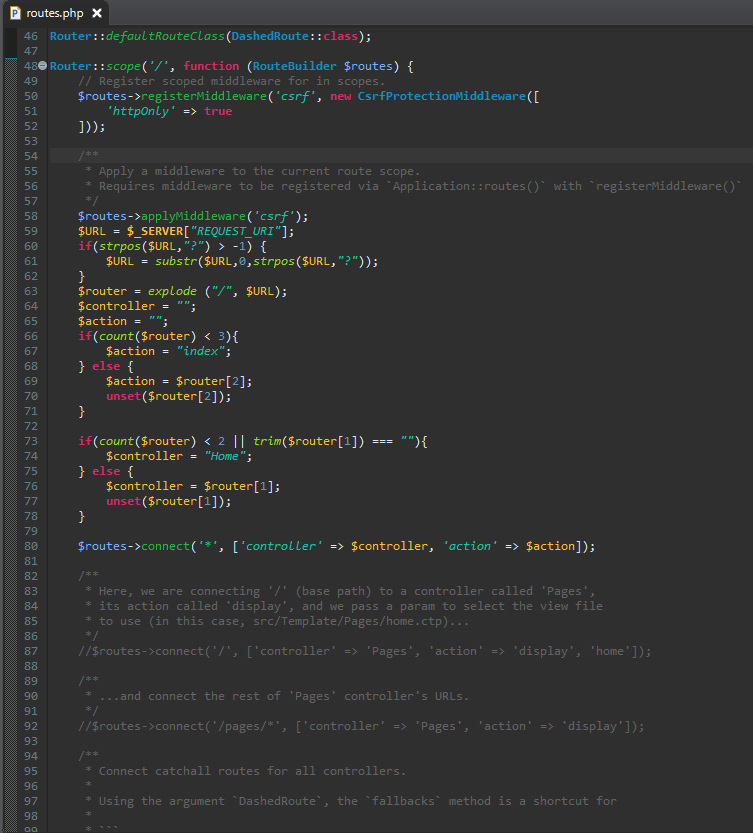 routes.php
46 Router::defaultRouteClass(DashedRoute::class);
47
48 Router::scope('/', function (RouteBuilder $routes) {
49     // Register scoped middleware for in scopes.
50     $routes->registerMiddleware('csrf', new CsrfProtectionMiddleware([
51         'httpOnly' => true
52     ]));
53
54     /**
55      * Apply a middleware to the current route scope.
56      * Requires middleware to be registered via `Application::routes()` with `registerMiddleware()`
57      */
58     $routes->applyMiddleware('csrf');
59     $URL = $_SERVER["REQUEST_URI"];
60     if(strpos($URL,"?") > -1) {
61         $URL = substr($URL,0,strpos($URL,"?"));
62     }
63     $router = explode ("/", $URL);
64     $controller = "";
65     $action = "";
66     if(count($router) < 3){
67         $action = "index";
68     } else {
69         $action = $router[2];
70         unset($router[2]);
71     }
72
73     if(count($router) < 2 || trim($router[1]) === ""){
74         $controller = "Home";
75     } else {
76         $controller = $router[1];
77         unset($router[1]);
78     }
79
80     $routes->connect('*', ['controller' => $controller, 'action' => $action]);
81
82     /**
83      * Here, we are connecting '/' (base path) to a controller called 'Pages',
84      * its action called 'display', and we pass a param to select the view file
85      * to use (in this case, src/Template/Pages/home.ctp)...
86      */
87     //$routes->connect('/', ['controller' => 'Pages', 'action' => 'display', 'home']);
88
89     /**
90      * ...and connect the rest of 'Pages' controller's URLs.
91      */
92     //$routes->connect('/pages/*', ['controller' => 'Pages', 'action' => 'display']);
93
94     /**
95      * Connect catchall routes for all controllers.
96      *
97      * Using the argument `DashedRoute`, the `fallbacks` method is a shortcut for
98      *
99      * ```